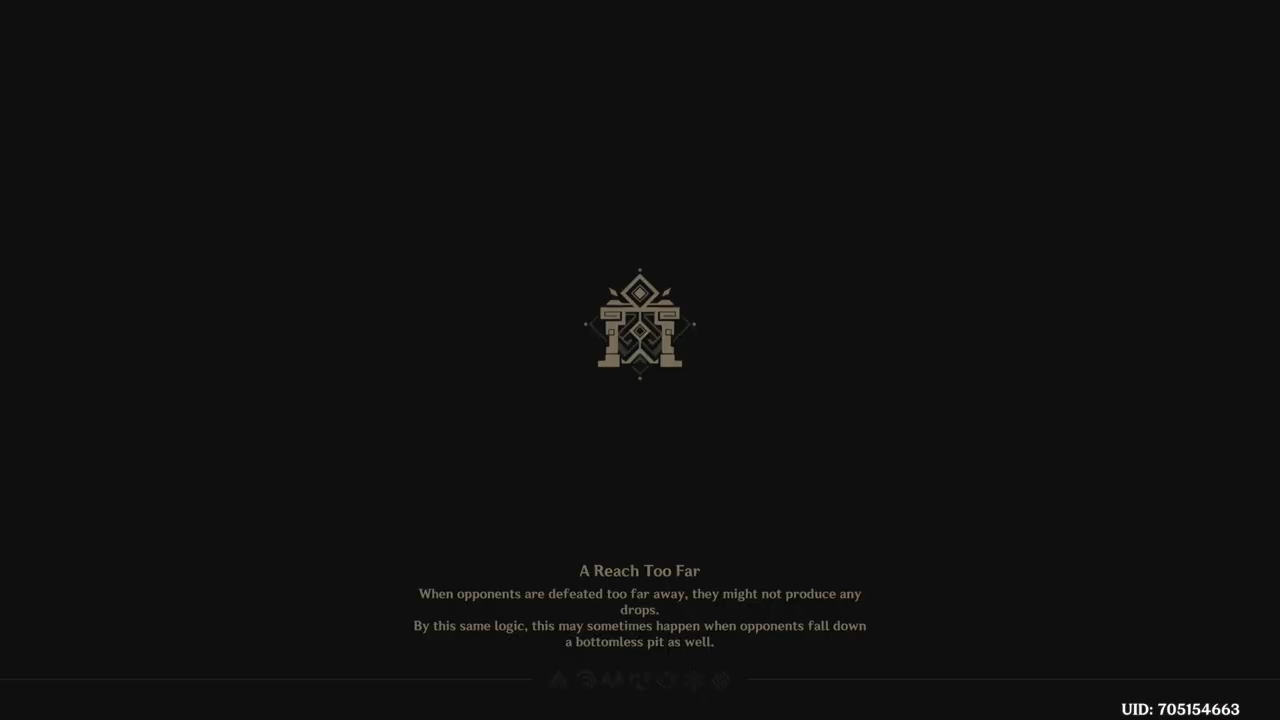 A Reach Too Far
When opponents are defeated too far away, they might not produce any
drops.
By this same logic, this may sometimes happen when opponents fall down
a bottomless pit as well.
UID: 705154663